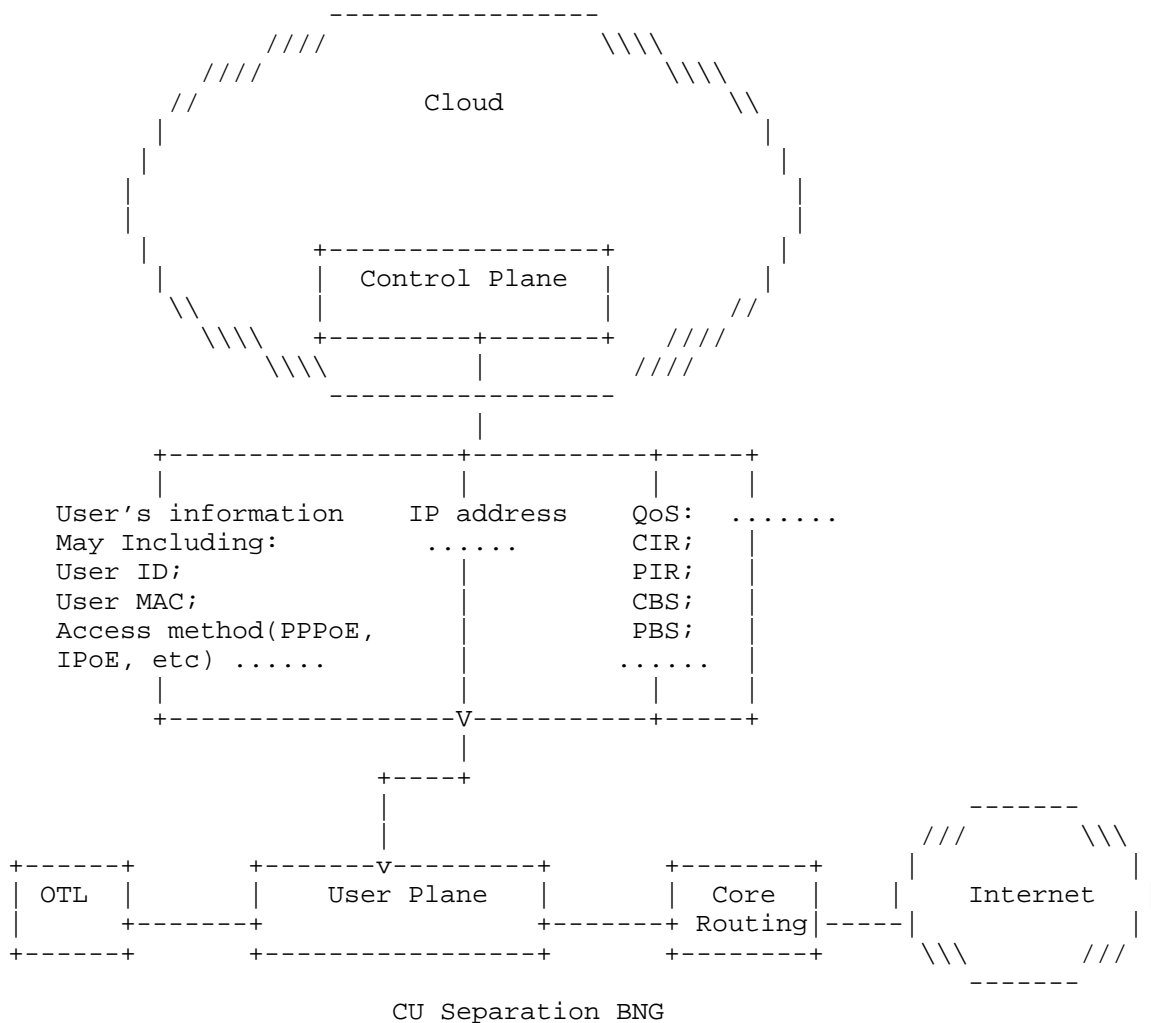 Cloud
Control Plane
User's information IP address QoS: .......
May Including: ...... CIR;
User ID; PIR;
User MAC; CBS;
Access method(PPPoE, PBS;
IPoE, etc) ...... ......
OTL User Plane Core Internet
Routing
CU Separation BNG